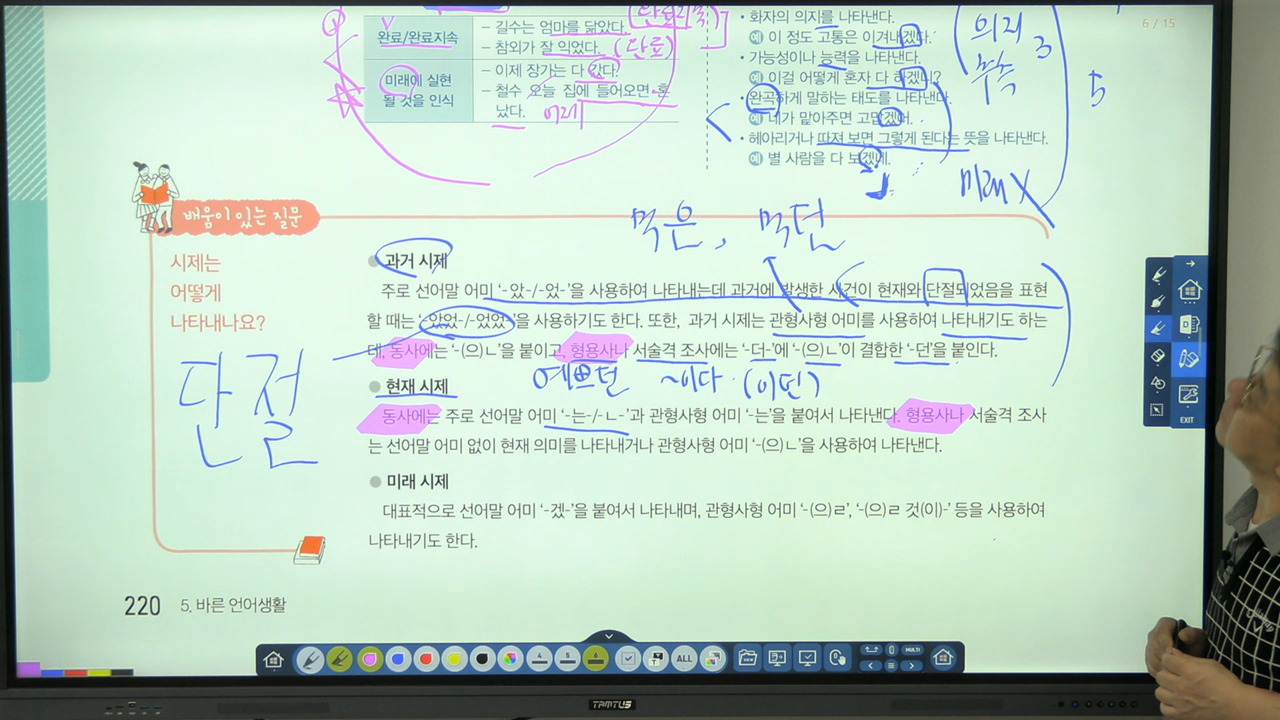 6 / 15
완료/완료지속
– 길수는 엄마를 닮았다.
– 참외가 잘 익었다. (완료)
미래에 실현
될 것을 인식
– 이제 장가는 다 갔다.
– 철수 오늘 집에 들어오면 혼
났다. 미래
• 화자의 의지를 나타낸다.
예 이 정도 고통은 이겨내겠다.
• 가능성이나 능력을 나타낸다.
예 이걸 어떻게 혼자 다 하겠니?
• 완곡하게 말하는 태도를 나타낸다.
예 네가 맡아주면 고맙겠어.
• 헤아리거나 따져 보면 그렇게 된다는 뜻을 나타낸다.
예 별 사람을 다 보겠네.
3
5
미래 X
배움이 있는 질문
먹은, 먹던
시제는
어떻게
나타내나요?
과거 시제
주로 선어말 어미 ‘-았-/-었-’을 사용하여 나타내는데 과거에 발생한 사건이 현재와 단절되었음을 표현
할 때는 ‘-았었-/-었었-’을 사용하기도 한다. 또한, 과거 시제는 관형사형 어미를 사용하여 나타내기도 하는
데, 동사에는 ‘-(으)ㄴ’을 붙이고, 형용사나 서술격 조사에는 ‘-더-’에 ‘-(으)ㄴ’이 결합한 ‘-던’을 붙인다.
예쁘던 ~이다 (이던)
단절
현재 시제
동사에는 주로 선어말 어미 ‘-는-/-ㄴ-’과 관형사형 어미 ‘-는’을 붙여서 나타낸다. 형용사나 서술격 조사
는 선어말 어미 없이 현재 의미를 나타내거나 관형사형 어미 ‘-(으)ㄴ’을 사용하여 나타낸다.
미래 시제
대표적으로 선어말 어미 ‘-겠-’을 붙여서 나타내며, 관형사형 어미 ‘-(으)ㄹ’, ‘-(으)ㄹ 것(이)-’ 등을 사용하여
나타내기도 한다.
220 5. 바른 언어생활
EXIT
ALL
MULTI
TAMTUS